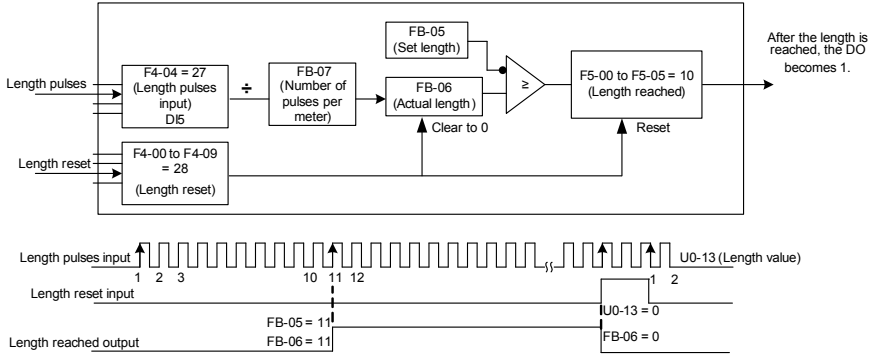 FB-05
(Set length)
After the length is
reached, the DO
becomes 1.
Length pulses
F4-04 = 27
(Length pulses
input)
DI5
÷
FB-07
(Number of
pulses per
meter)
FB-06
(Actual length)
≥
F5-00 to F5-05 = 10
(Length reached)
Clear to 0
Reset
Length reset
F4-00 to F4-09
= 28
(Length reset)
Length pulses input
1 2 3 10 11 12 1 2
U0-13 (Length value)
Length reset input
U0-13 = 0
FB-05 = 11
Length reached output
FB-06 = 11
FB-06 = 0